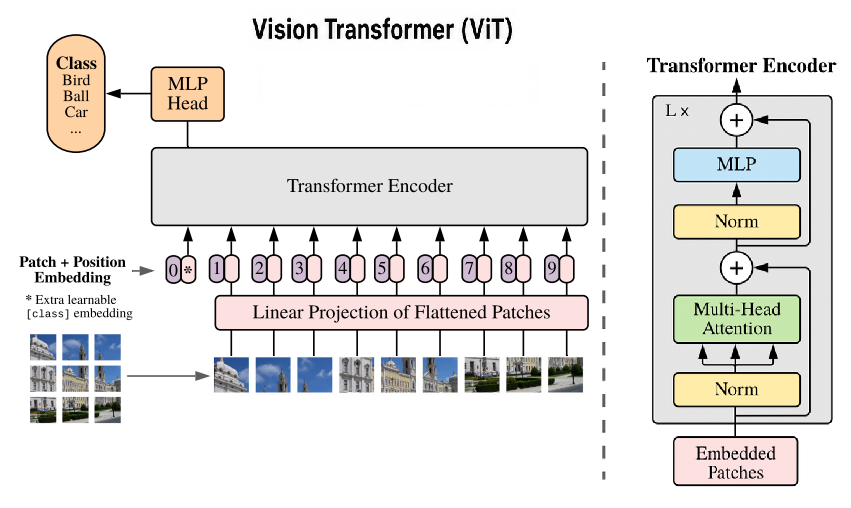 Vision Transformer (ViT)
Class
Bird
Ball
Car
...
MLP
Head
Transformer Encoder
0 * 1 2 3 4 5 6 7 8 9
Patch + Position
Embedding
* Extra learnable
[class] embedding
Linear Projection of Flattened Patches
Transformer Encoder
L x
+
MLP
Norm
+
Multi-Head
Attention
Norm
Embedded
Patches